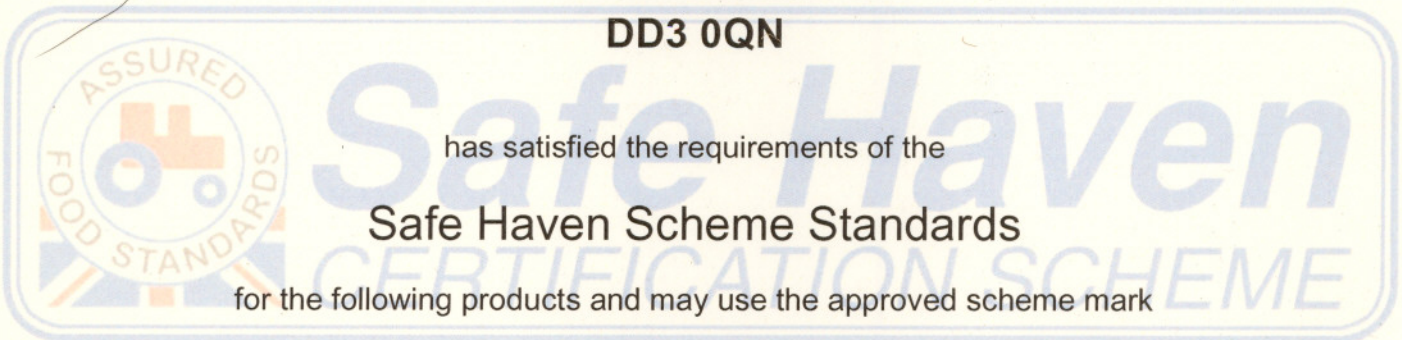 DD3 0QN
ASSURED
FOOD STANDARDS
Safe Haven
CERTIFICATION SCHEME
has satisfied the requirements of the
Safe Haven Scheme Standards
for the following products and may use the approved scheme mark